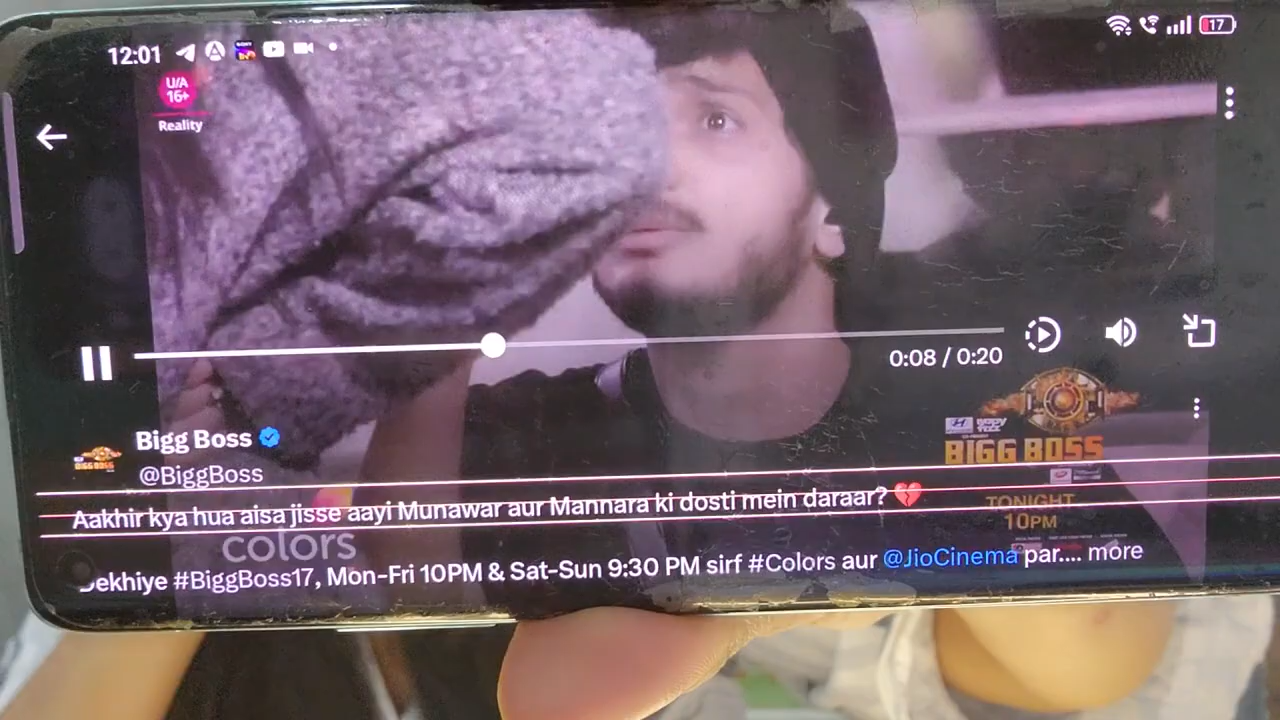 12:01
17
U/A
16+
Reality
0:08 / 0:20
Bigg Boss
@BiggBoss
BIGG BOSS
Aakhir kya hua aisa jisse aayi Munawar aur Mannara ki dosti mein daraar? 💔
TONIGHT
10PM
colors
Dekhiye #BiggBoss17, Mon-Fri 10PM & Sat-Sun 9:30 PM sirf #Colors aur @JioCinema par.... more